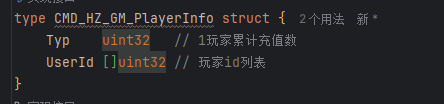 type CMD_HZ_GM_PlayerInfo struct { 2个用法 新 *
Typ uint32 // 1玩家累计充值数
UserId []uint32 // 玩家id列表
}